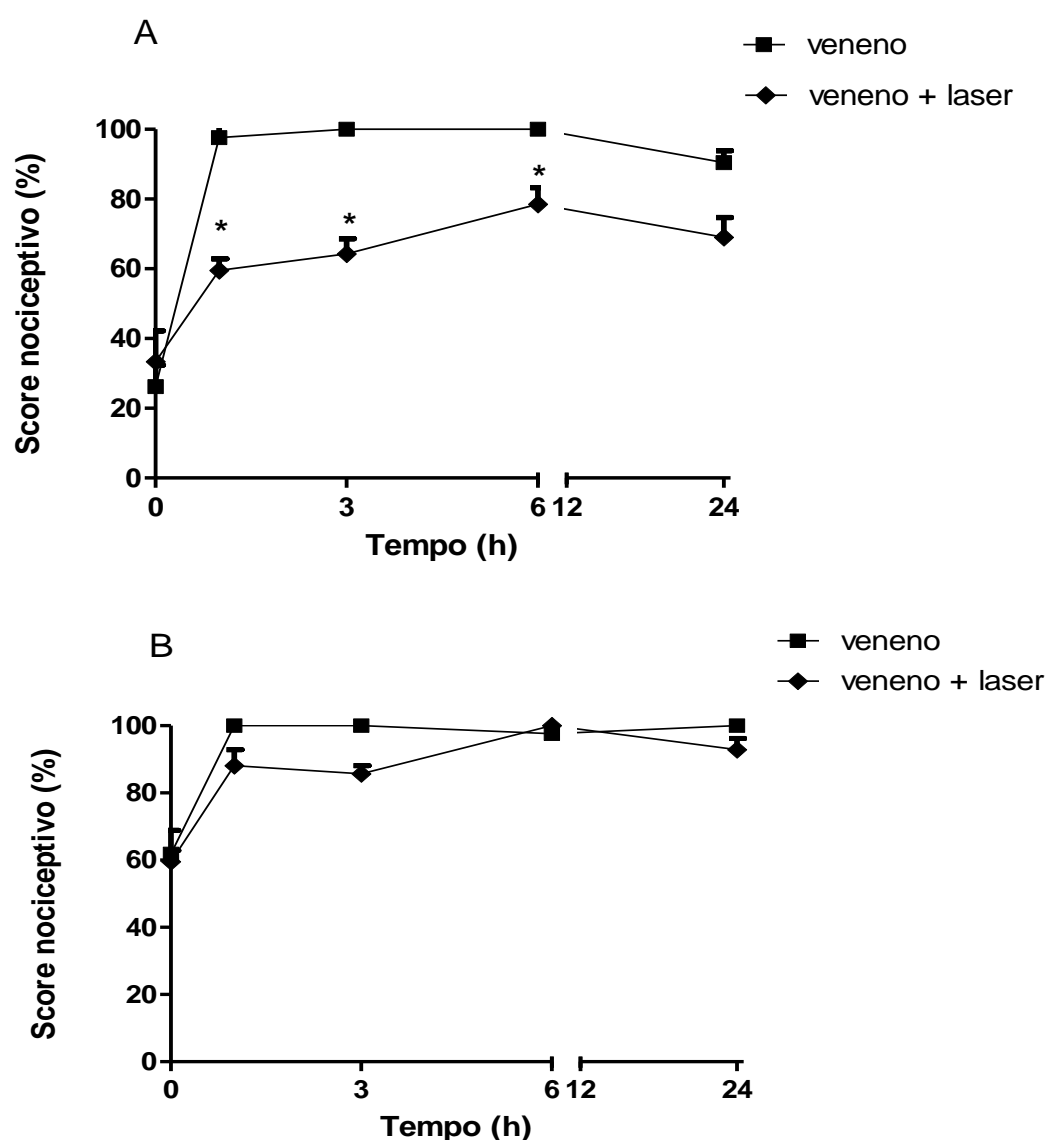 A
veneno
veneno + laser
Score nociceptivo (%)
100
80
60
40
20
0
*
*
*
0 3 6 12 24
Tempo (h)
B
veneno
veneno + laser
Score nociceptivo (%)
100
80
60
40
20
0
0 3 6 12 24
Tempo (h)